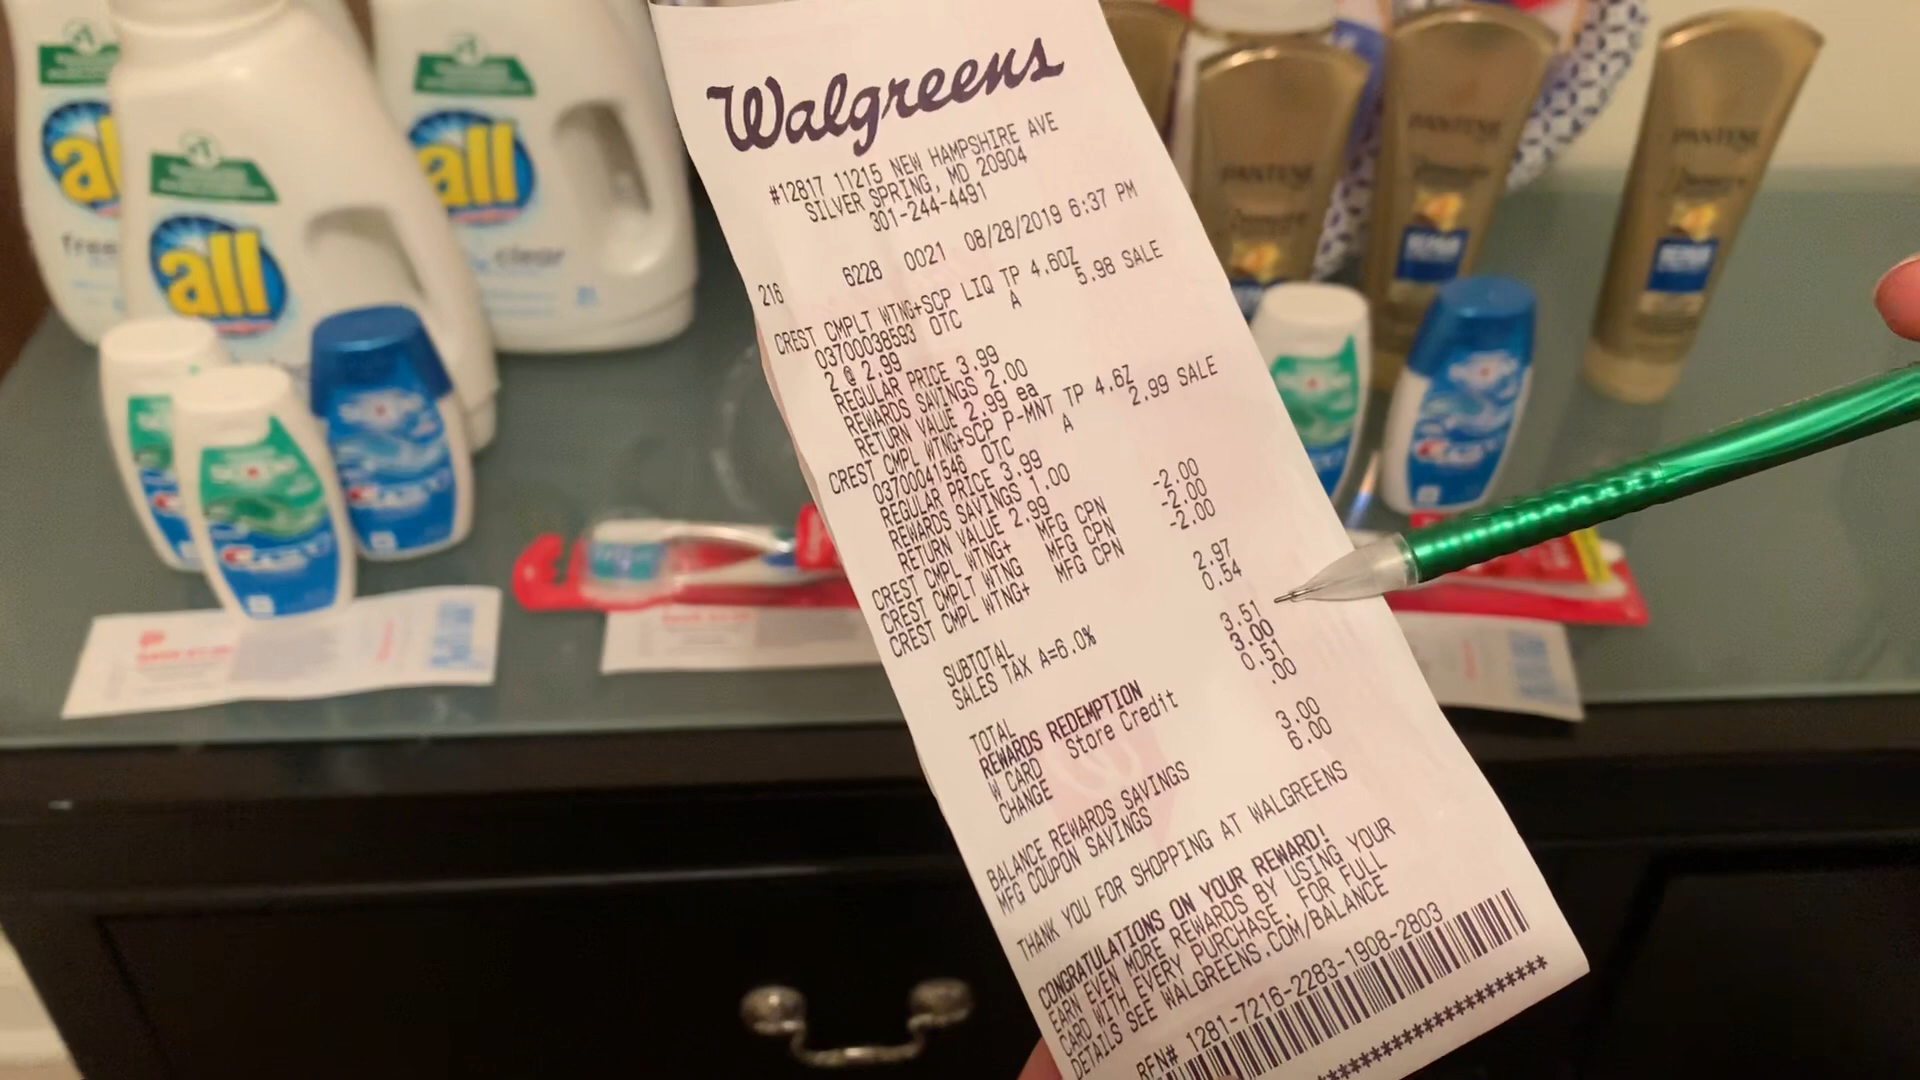 Walgreens
#12817 11215 NEW HAMPSHIRE AVE
SILVER SPRING, MD 20904
301-244-4491
216 6228 0021 08/28/2019 6:37 PM
CREST CMPLT WTNG+SCP LIQ TP 4.6OZ
03700038593 OTC A 5.98 SALE
2 @ 2.99
REGULAR PRICE 3.99
REWARDS SAVINGS 2.00
RETURN VALUE 2.99 ea
CREST CMPL WTNG+SCP P-MNT TP 4.6Z
03700041546 OTC A 2.99 SALE
REGULAR PRICE 3.99
REWARDS SAVINGS 1.00
RETURN VALUE 2.99
CREST CMPL WTNG+ MFG CPN -2.00
CREST CMPLT WTNG MFG CPN -2.00
CREST CMPL WTNG+ MFG CPN -2.00
SUBTOTAL 2.97
SALES TAX A=6.0% 0.54
TOTAL 3.51
REWARDS REDEMPTION 3.00
W CARD Store Credit 0.51
CHANGE .00
BALANCE REWARDS SAVINGS 3.00
MFG COUPON SAVINGS 6.00
THANK YOU FOR SHOPPING AT WALGREENS
CONGRATULATIONS ON YOUR REWARD!
EARN EVEN MORE REWARDS BY USING YOUR
CARD WITH EVERY PURCHASE, FOR FULL
DETAILS SEE WALGREENS.COM/BALANCE
RFN# 1281-7216-2283-1908-2803
all
free
all
all
clear
PANTENE
PANTENE
PANTENE